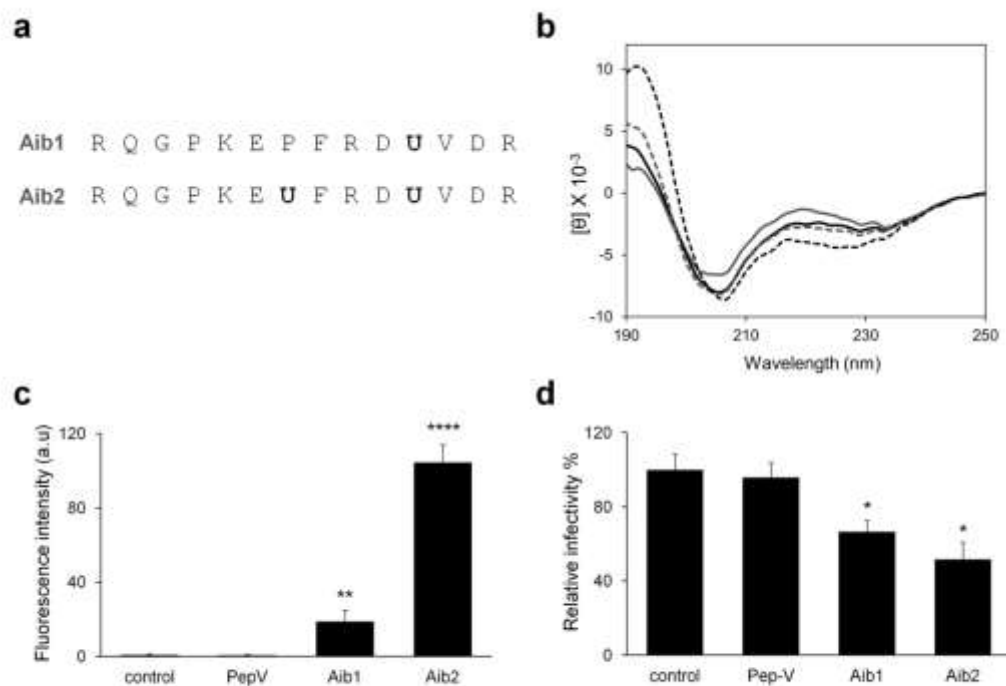 a
Aib1 R Q G P K E P F R D U V D R
Aib2 R Q G P K E U F R D U V D R
b
[θ] X 10⁻³
10
5
0
-5
-10
190 210 230 250
Wavelength (nm)
c
Fluorescence intensity (a.u)
120
80
40
0
**
****
control PepV Aib1 Aib2
d
Relative infectivity %
120
80
40
0
*
*
control Pep-V Aib1 Aib2